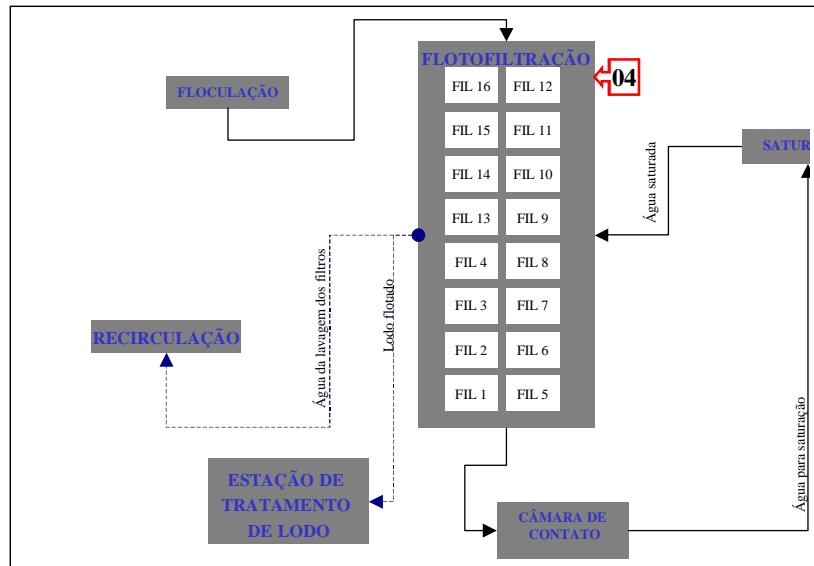 FLOTOFILTRAÇÃO
04
FLOCULAÇÃO
FIL 16
FIL 12
FIL 15
FIL 11
FIL 14
FIL 10
FIL 13
FIL 9
FIL 4
FIL 8
FIL 3
FIL 7
FIL 2
FIL 6
FIL 1
FIL 5
SATUR
Água saturada
Água da lavagem dos filtros
Lodo flotado
RECIRCULAÇÃO
Água para saturação
ESTAÇÃO DE
TRATAMENTO
DE LODO
CÂMARA DE
CONTATO